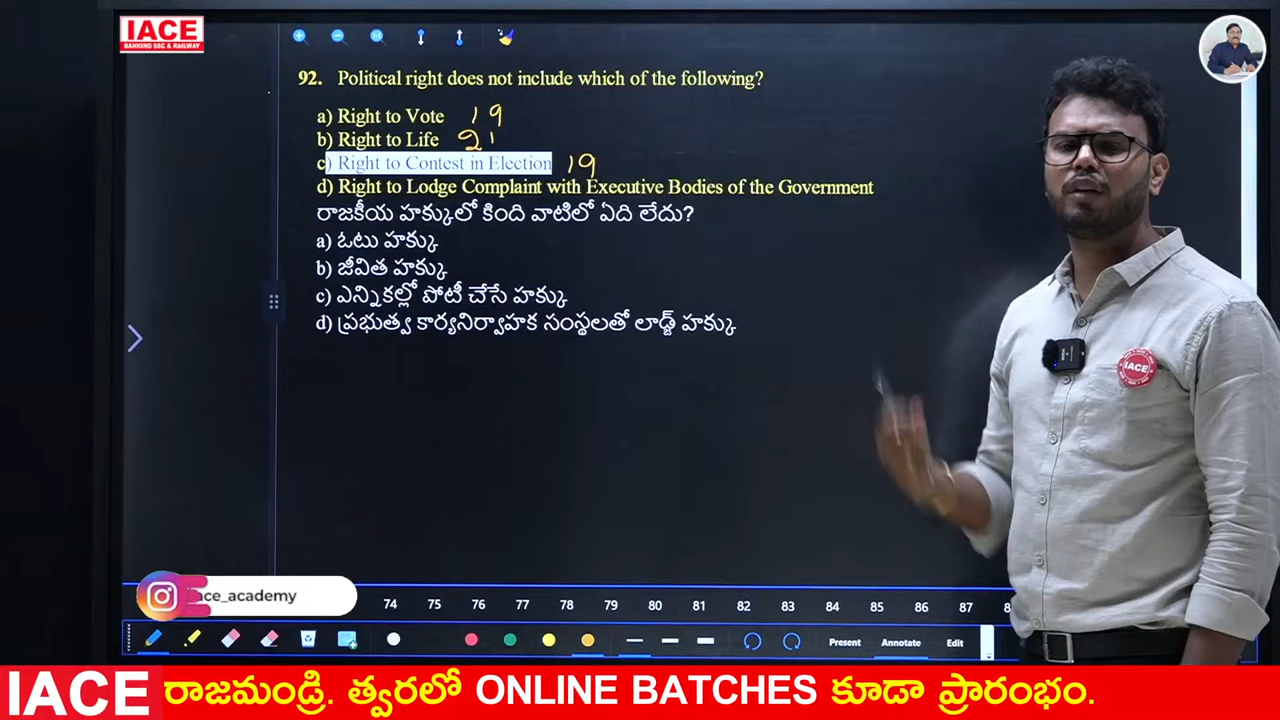 IACE
BANKING SSC & RAILWAY
92. Political right does not include which of the following?
a) Right to Vote 19
b) Right to Life 21
c) Right to Contest in Election 19
d) Right to Lodge Complaint with Executive Bodies of the Government
రాజకీయ హక్కులో కింది వాటిలో ఏది లేదు?
a) ఓటు హక్కు
b) జీవిత హక్కు
c) ఎన్నికల్లో పోటీ చేసే హక్కు
d) ప్రభుత్వ కార్యనిర్వాహక సంస్థలతో లాడ్జ్ హక్కు
IACE
ace_academy
74 75 76 77 78 79 80 81 82 83 84 85 86 87 8
Present Annotate Edit
IACE రాజమండ్రి. త్వరలో ONLINE BATCHES కూడా ప్రారంభం.